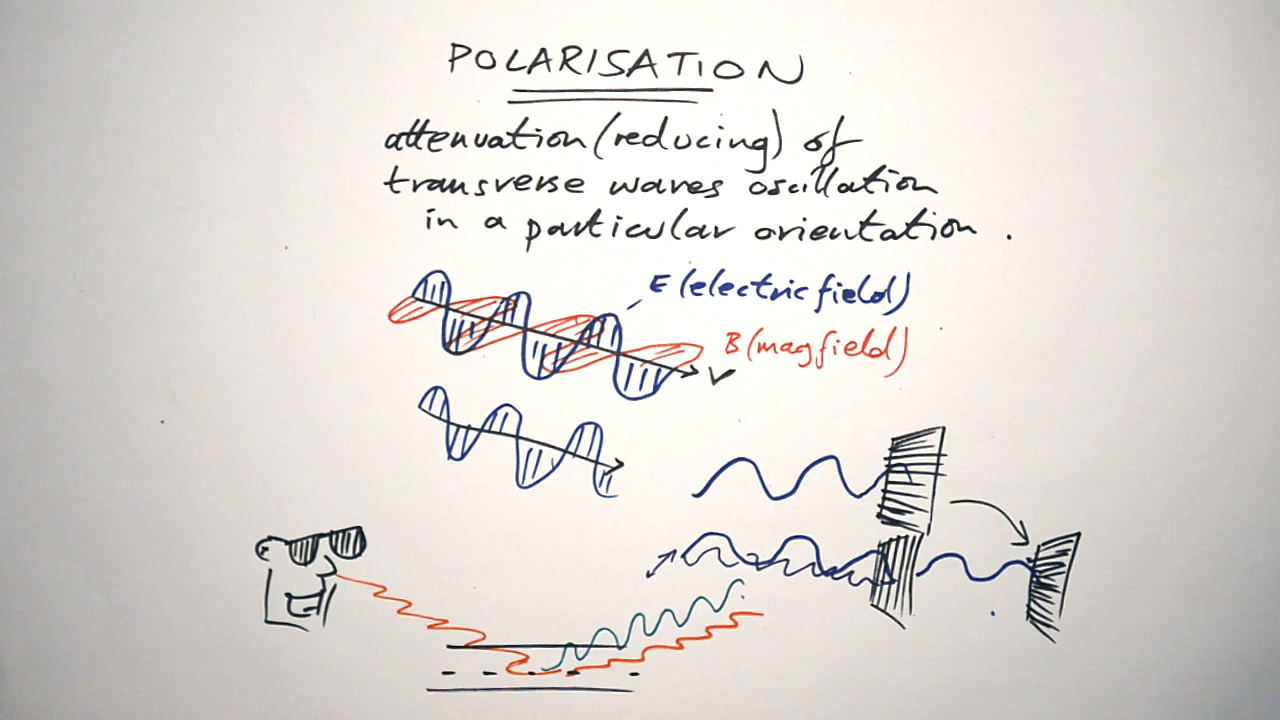 POLARISATION
attenuation (reducing) of
transverse waves oscillation
in a particular orientation .
E (electric field)
B (mag field)
V